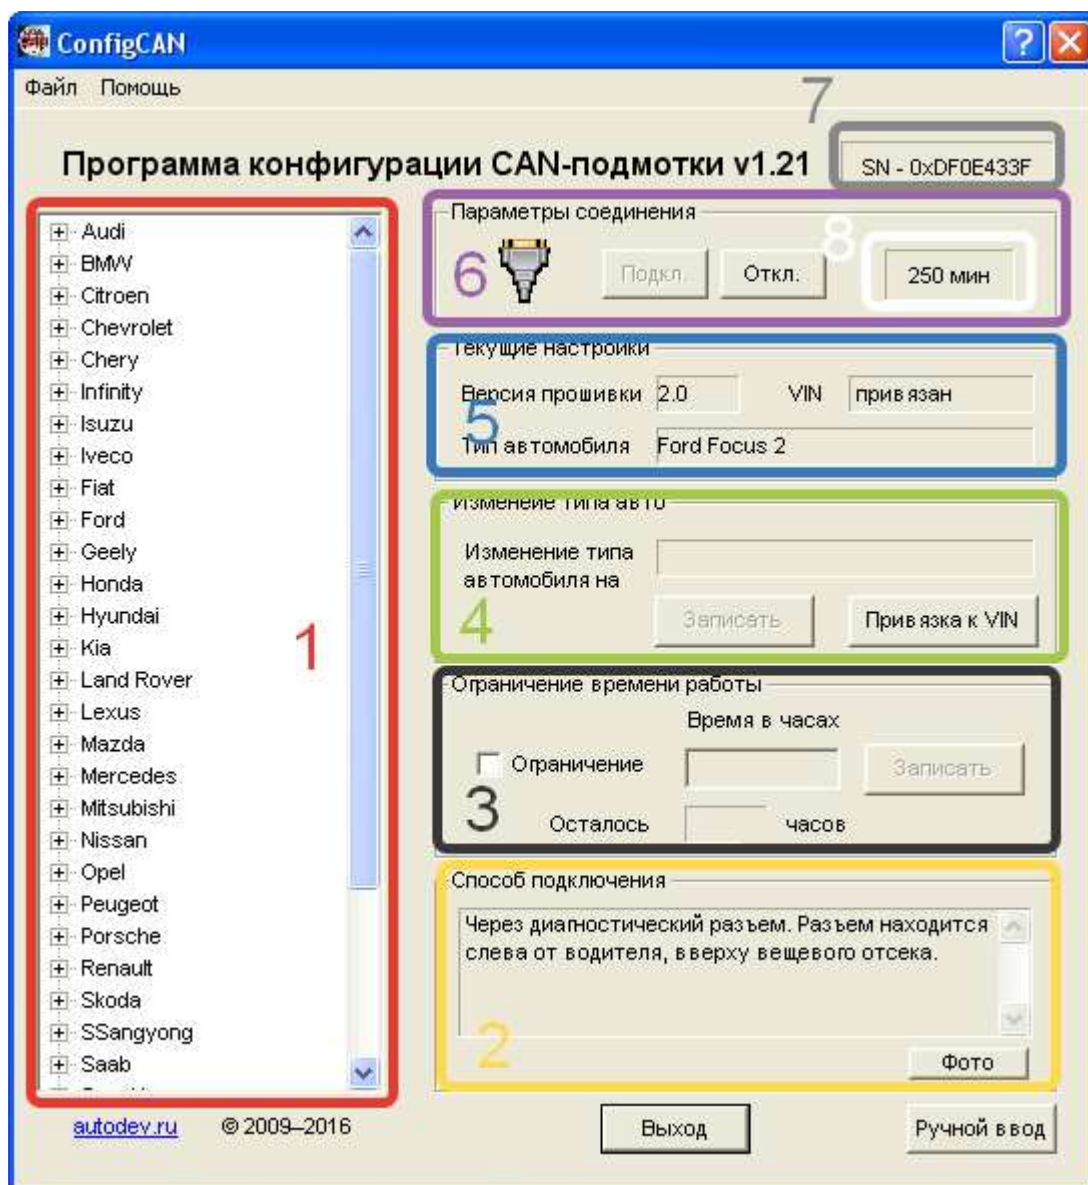 ConfigCAN
Файл Помощь
7
Программа конфигурации CAN-подмотки v1.21
SN - 0xDF0E433F
Audi
BMW
Citroen
Chevrolet
Chery
Infinity
Isuzu
Iveco
Fiat
Ford
Geely
Honda
Hyundai
Kia
Land Rover
Lexus
Mazda
Mercedes
Mitsubishi
Nissan
Opel
Peugeot
Porsche
Renault
Skoda
SSangyong
Saab
1
Параметры соединения
8
6
Подкл.
Откл.
250 мин
Текущие настройки
Версия прошивки 2.0 VIN привязан
5
Тип автомобиля Ford Focus 2
Изменеие типа авто
Изменение типа
автомобиля на
4
Записать
Привязка к VIN
Ограничение времени работы
Время в часах
Ограничение
Записать
3
Осталось часов
Способ подключения
Через диагностический разъем. Разъем находится
слева от водителя, вверху вещевого отсека.
2
Фото
autodev.ru © 2009–2016
Выход
Ручной ввод